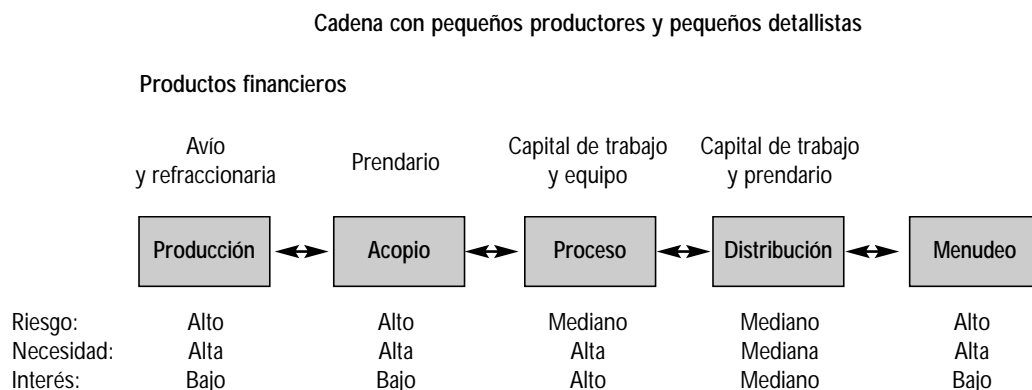 Cadena con pequeños productores y pequeños detallistas
Productos financieros
Avío
y refraccionaria
Prendario
Capital de trabajo
y equipo
Capital de trabajo
y prendario
Producción
Acopio
Proceso
Distribución
Menudeo
Riesgo: Alto Alto Mediano Mediano Alto
Necesidad: Alta Alta Alta Mediana Alta
Interés: Bajo Bajo Alto Mediano Bajo